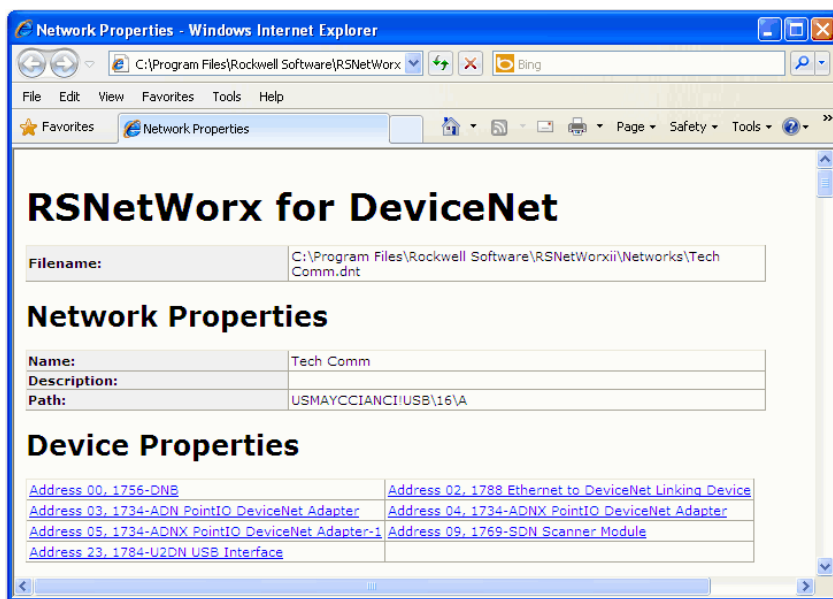 Network Properties - Windows Internet Explorer
C:\Program Files\Rockwell Software\RSNetWorx
Bing
File Edit View Favorites Tools Help
Favorites Network Properties Page Safety Tools »
RSNetWorx for DeviceNet
Filename: C:\Program Files\Rockwell Software\RSNetWorxii\Networks\Tech
Comm.dnt
Network Properties
Name: Tech Comm
Description:
Path: USMAYCCIANCI!USB\16\A
Device Properties
Address 00, 1756-DNB Address 02, 1788 Ethernet to DeviceNet Linking Device
Address 03, 1734-ADN PointIO DeviceNet Adapter Address 04, 1734-ADNX PointIO DeviceNet Adapter
Address 05, 1734-ADNX PointIO DeviceNet Adapter-1 Address 09, 1769-SDN Scanner Module
Address 23, 1784-U2DN USB Interface